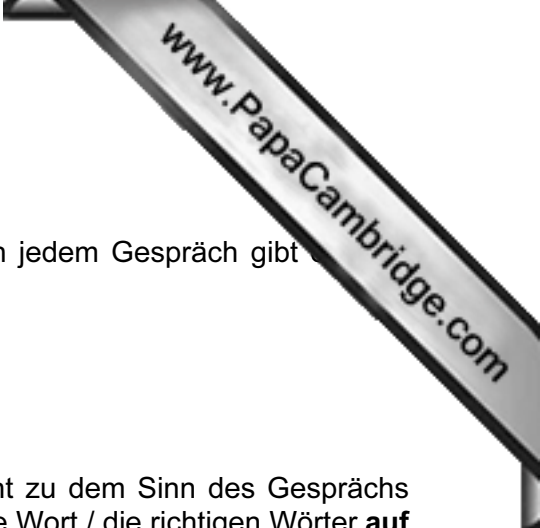 www.PapaCambridge.com
jedem Gespräch gibt
zu dem Sinn des Gesprächs
Wort / die richtigen Wörter auf